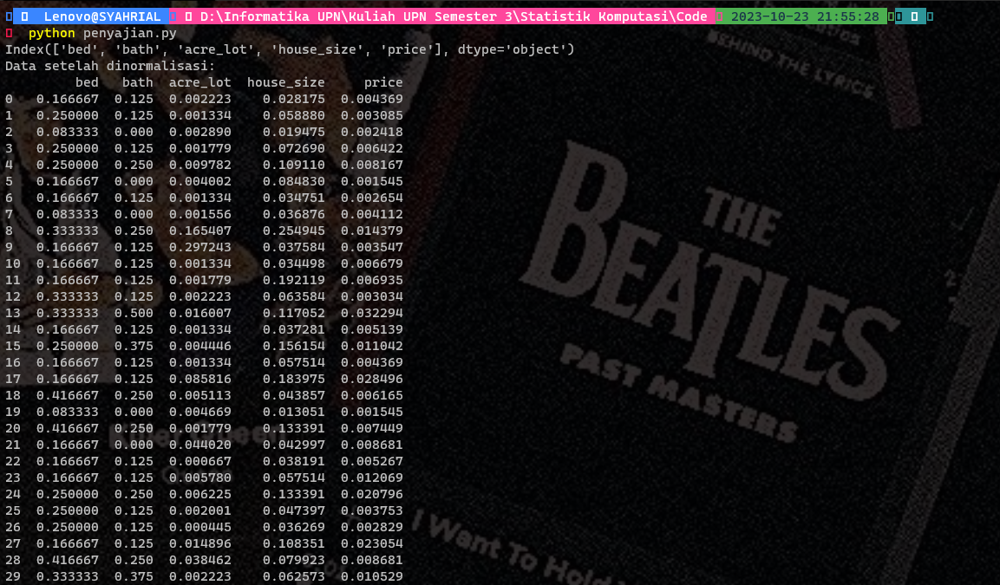 Lenovo@SYAHRIAL D:\Informatika UPN\Kuliah UPN Semester 3\Statistik Komputasi\Code 2023-10-23 21:55:28
python penyajian.py
Index(['bed', 'bath', 'acre_lot', 'house_size', 'price'], dtype='object')
Data setelah dinormalisasi:
bed bath acre_lot house_size price
0 0.166667 0.125 0.002223 0.028175 0.004369
1 0.250000 0.125 0.001334 0.058880 0.003085
2 0.083333 0.000 0.002890 0.019475 0.002418
3 0.250000 0.125 0.001779 0.072690 0.006422
4 0.250000 0.250 0.009782 0.109110 0.008167
5 0.166667 0.000 0.004002 0.084830 0.001545
6 0.166667 0.125 0.001334 0.034751 0.002654
7 0.083333 0.000 0.001556 0.036876 0.004112
8 0.333333 0.250 0.165407 0.254945 0.014379
9 0.166667 0.125 0.297243 0.037584 0.003547
10 0.166667 0.125 0.001334 0.034498 0.006679
11 0.166667 0.125 0.001779 0.192119 0.006935
12 0.333333 0.125 0.002223 0.063584 0.003034
13 0.333333 0.500 0.016007 0.117052 0.032294
14 0.166667 0.125 0.001334 0.037281 0.005139
15 0.250000 0.375 0.004446 0.156154 0.011042
16 0.166667 0.125 0.001334 0.057514 0.004369
17 0.166667 0.125 0.085816 0.183975 0.028496
18 0.416667 0.250 0.005113 0.043857 0.006165
19 0.083333 0.000 0.004669 0.013051 0.001545
20 0.416667 0.250 0.001779 0.133391 0.007449
21 0.166667 0.000 0.044020 0.042997 0.008681
22 0.166667 0.125 0.000667 0.038191 0.005267
23 0.166667 0.125 0.005780 0.057514 0.012069
24 0.250000 0.250 0.006225 0.133391 0.020796
25 0.250000 0.125 0.002001 0.047397 0.003753
26 0.250000 0.125 0.000445 0.036269 0.002829
27 0.166667 0.125 0.014896 0.108351 0.023054
28 0.416667 0.250 0.038462 0.079923 0.008681
29 0.333333 0.375 0.002223 0.062573 0.010529
BEHIND THE LYRICS
THE
BEATLES
PAST MASTERS
Killer Queen
Queen
I Want To Hold